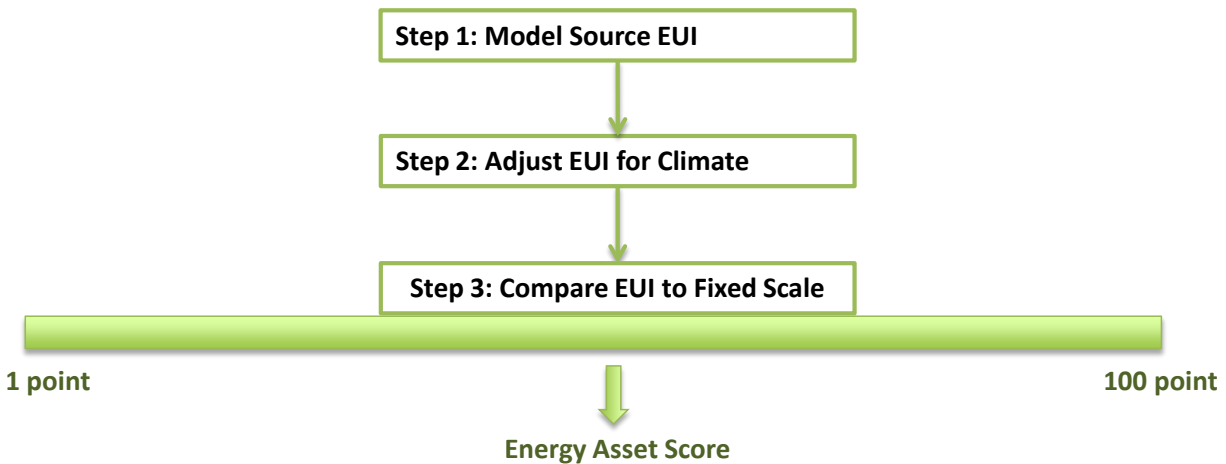 Step 1: Model Source EUI
Step 2: Adjust EUI for Climate
Step 3: Compare EUI to Fixed Scale
1 point
100 point
Energy Asset Score